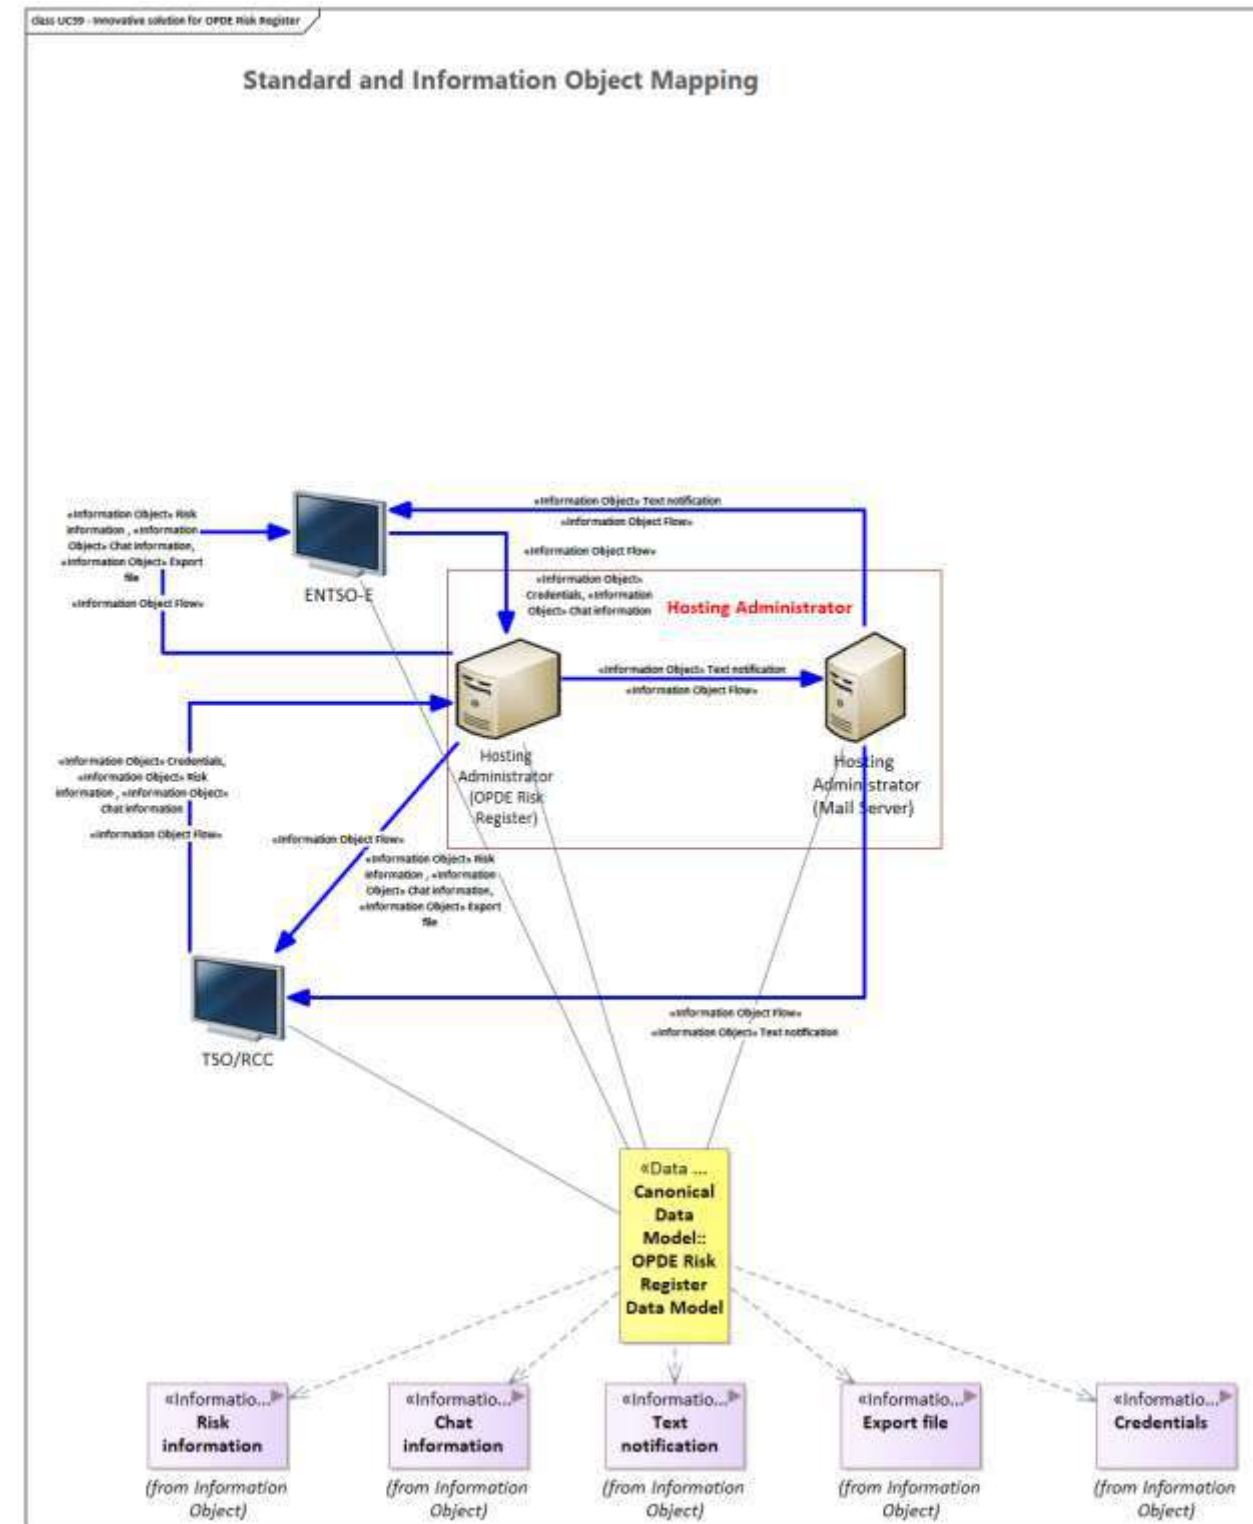 class UC59 - Innovative solution for OPDE Risk Register
Standard and Information Object Mapping
«Information Object» Risk
information , «Information
Object» Chat information,
«Information Object» Export
file
«Information Object Flow»
ENTSO-E
«Information Object» Text notification
«Information Object Flow»
«Information Object Flow»
«Information Object»
Credentials, «Information
Object» Chat information
Hosting Administrator
«Information Object» Text notification
«Information Object Flow»
Hosting
Administrator
(OPDE Risk
Register)
Hosting
Administrator
(Mail Server)
«Information Object» Credentials,
«Information Object» Risk
information , «Information Object»
Chat information
«Information Object Flow»
«Information Object Flow»
«Information Object» Risk
information , «Information
Object» Chat information,
«Information Object» Export
file
TSO/RCC
«Information Object Flow»
«Information Object» Text notification
«Data ...
Canonical
Data
Model::
OPDE Risk
Register
Data Model
«Informatio...
Risk
information
(from Information
Object)
«Informatio...
Chat
information
(from Information
Object)
«Informatio...
Text
notification
(from Information
Object)
«Informatio...
Export file
(from Information
Object)
«Informatio...
Credentials
(from Information
Object)